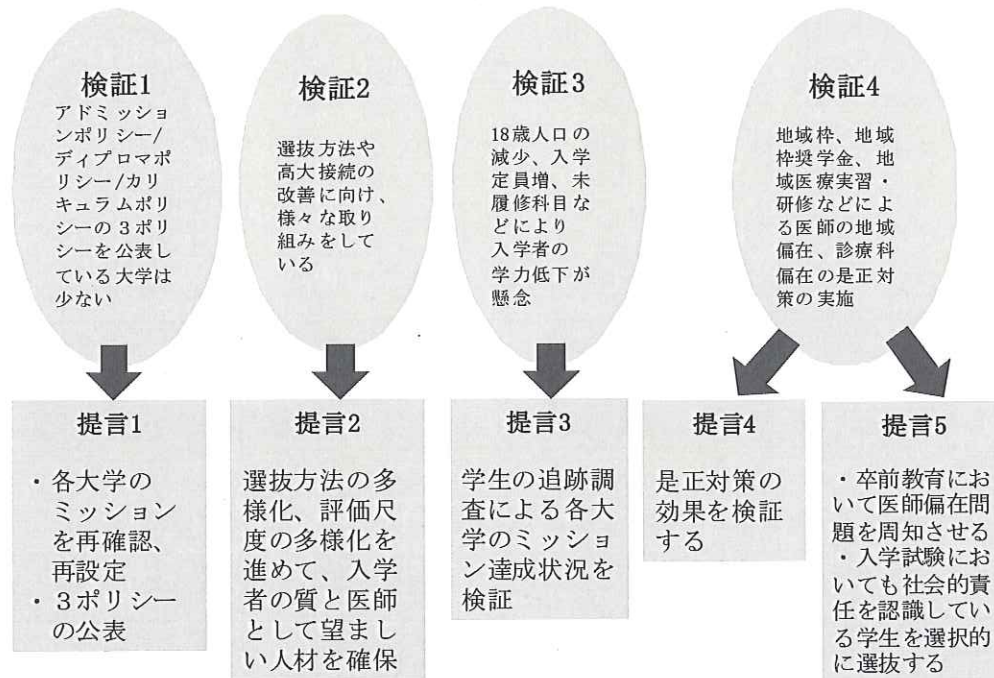 検証1
アドミッショ
ンポリシー/
ディプロマポ
リシー/カリ
キュラムポリ
シーの3ポリ
シーを公表し
ている大学は
少ない
検証2
選抜方法や
高大接続の
改善に向け、
様々な取り
組みをして
いる
検証3
18歳人口の
減少、入学
定員増、未
履修科目な
どにより
入学者の
学力低下が
懸念
検証4
地域枠、地域
枠奨学金、地
域医療実習・
研修などによ
る医師の地域
偏在、診療科
偏在の是正対
策の実施
提言1
・各大学の
ミッション
を再確認、
再設定
・3ポリシー
の公表
提言2
選抜方法の多
様化、評価尺
度の多様化を
進めて、入学
者の質と医師
として望まし
い人材を確保
提言3
学生の追跡調
査による各大
学のミッショ
ン達成状況を
検証
提言4
是正対策の
効果を検証
する
提言5
・卒前教育にお
いて医師偏在問
題を周知させる
・入学試験にお
いても社会的責
任を認識してい
る学生を選択的
に選抜する